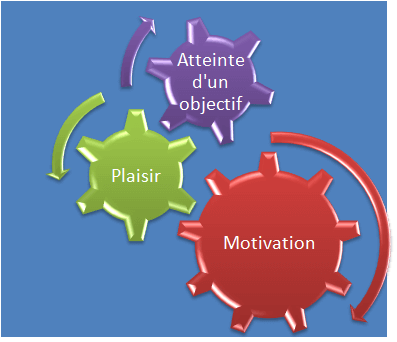 Atteinte
d'un
objectif
Plaisir
Motivation